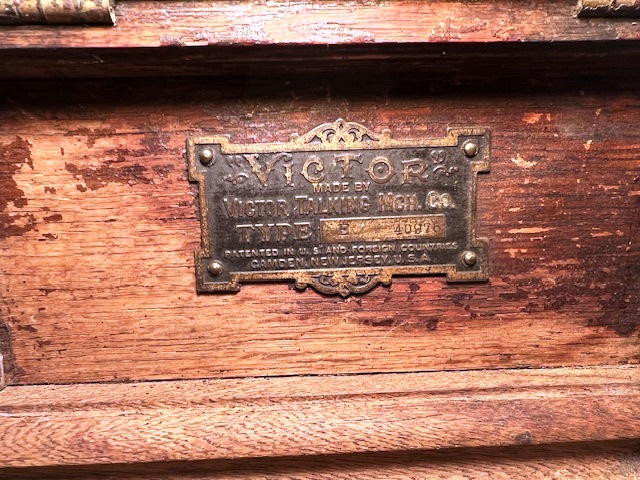 "VICTOR"
MADE BY
VICTOR TALKING MCH. CO.
TYPE E 40976
PATENTED IN U.S. AND FOREIGN COUNTRIES
CAMDEN, NEW JERSEY, U.S.A.